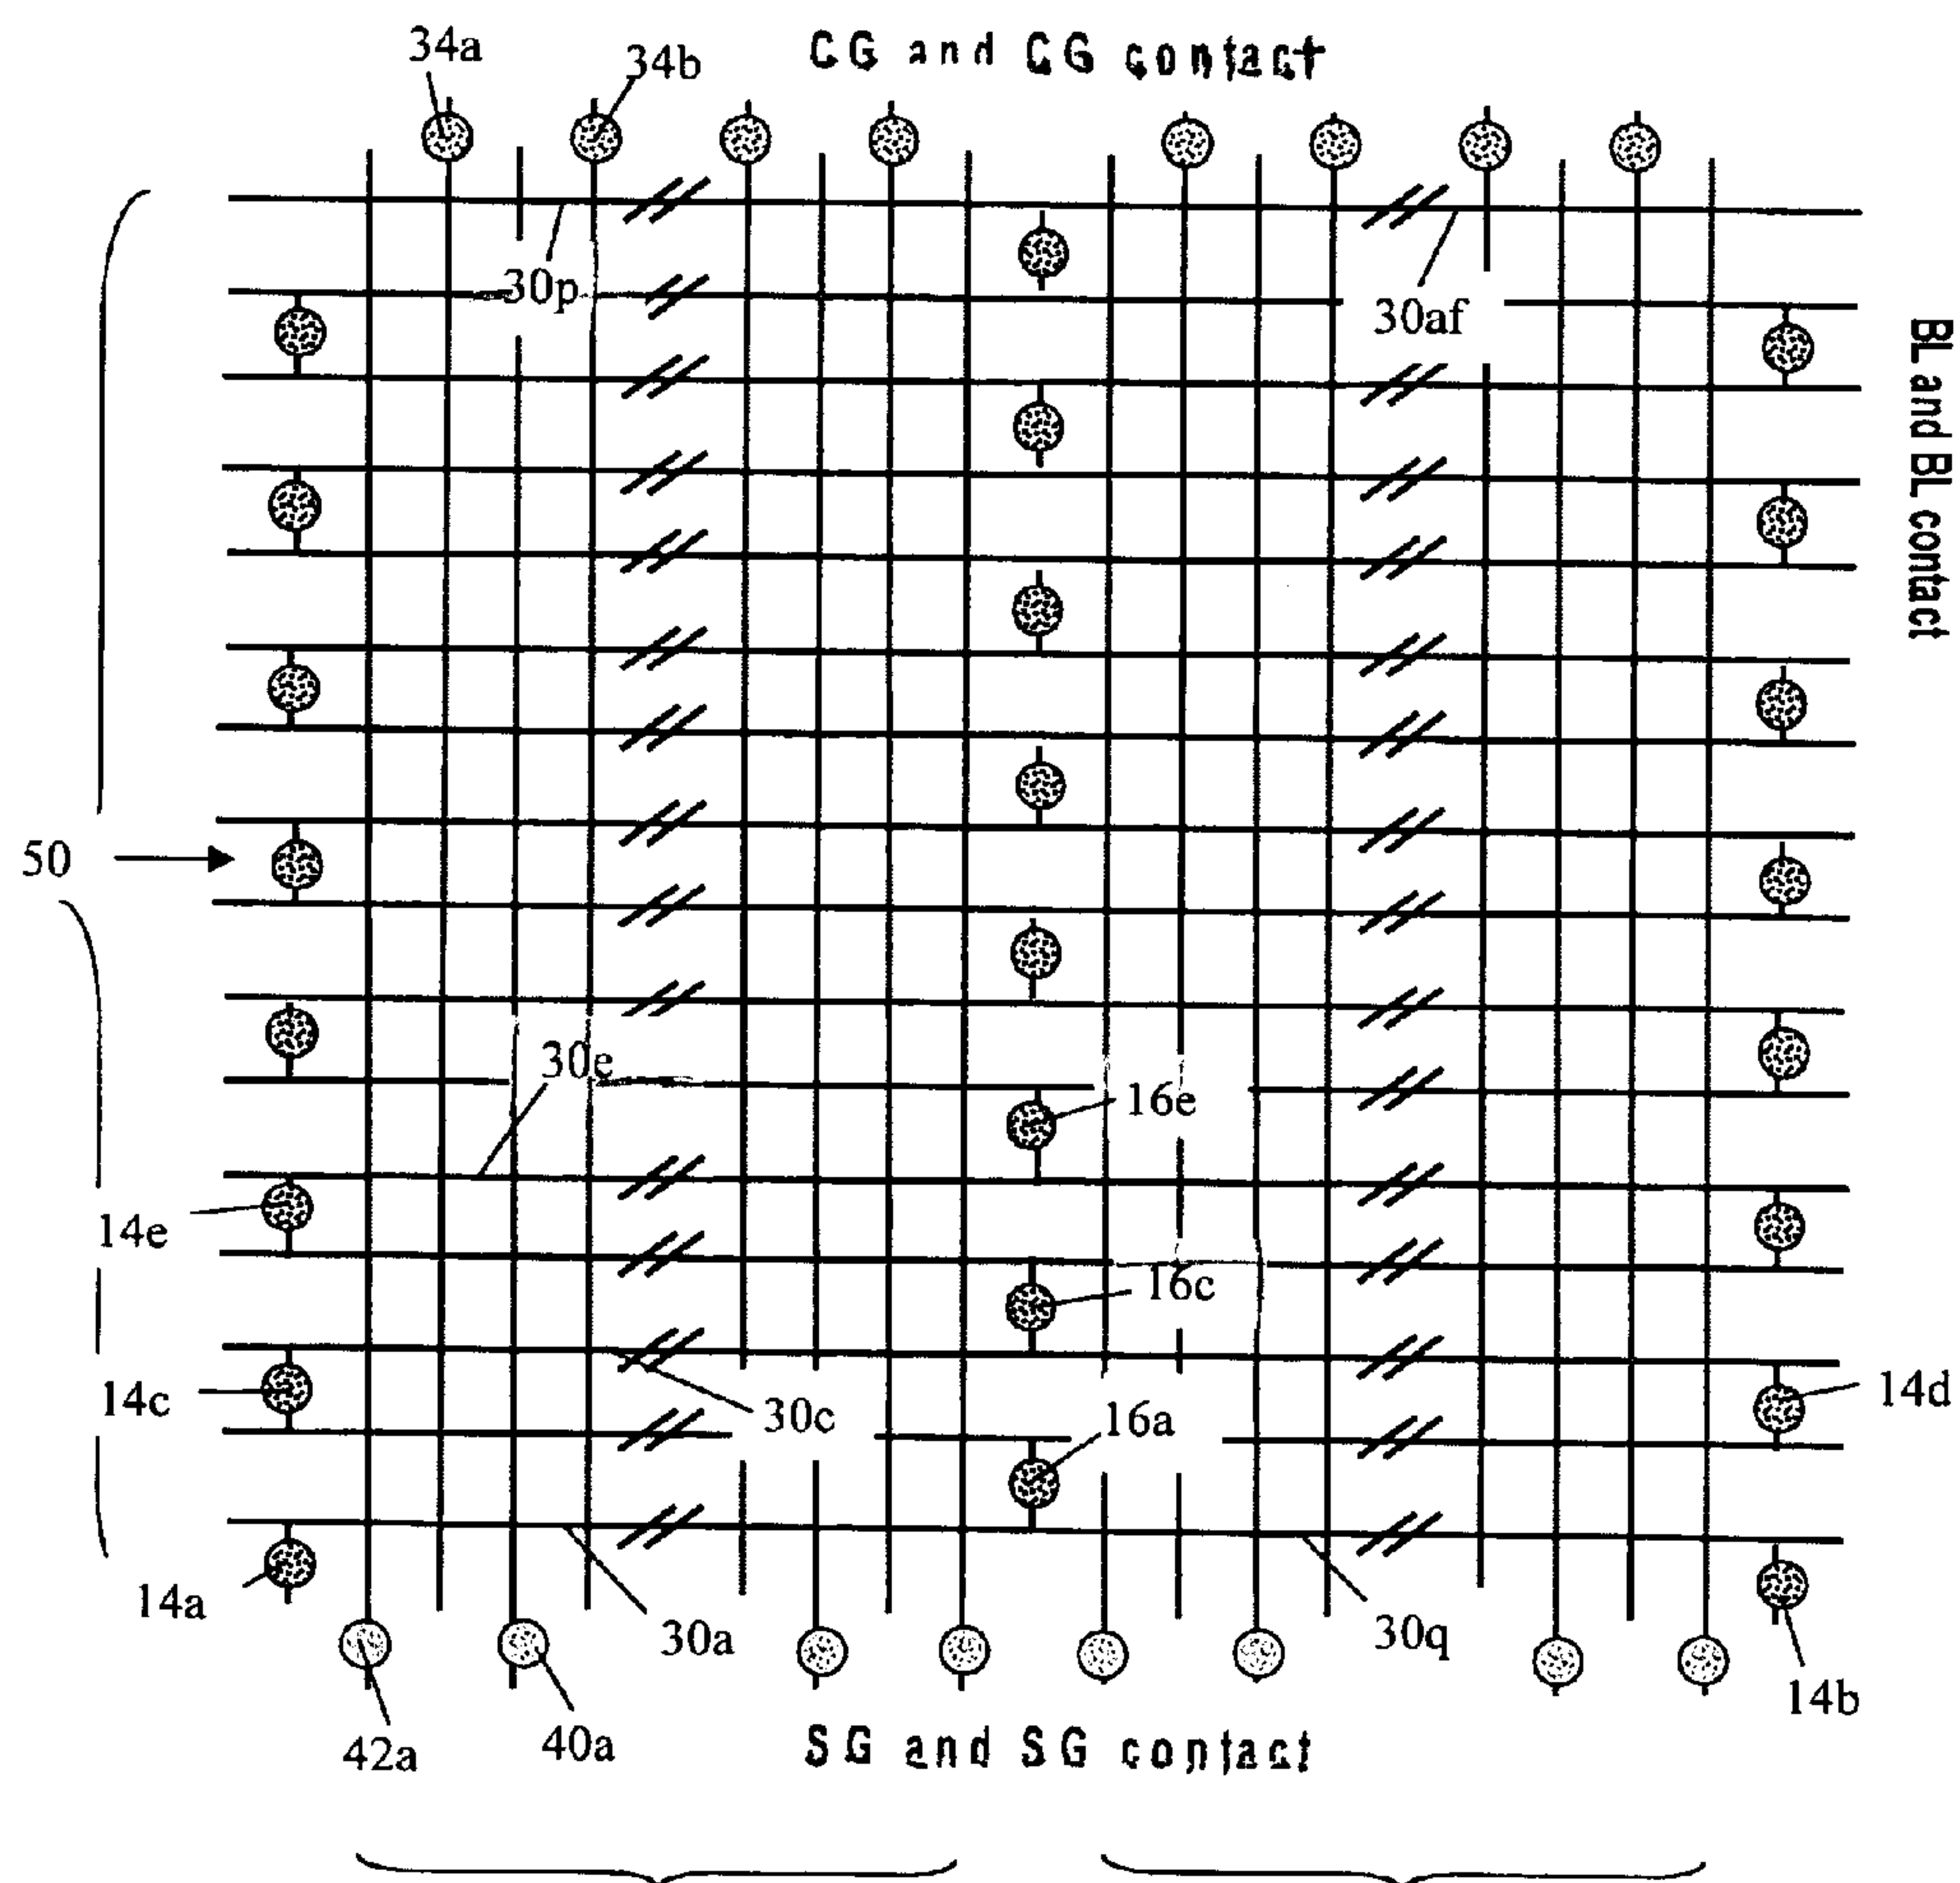 34a
34b
CG and CG contact
30p
30af
BL and BL contact
50
30e
16e
14e
16c
14c
30c
16a
14d
14a
30a
30q
14b
42a
40a
SG and SG contact